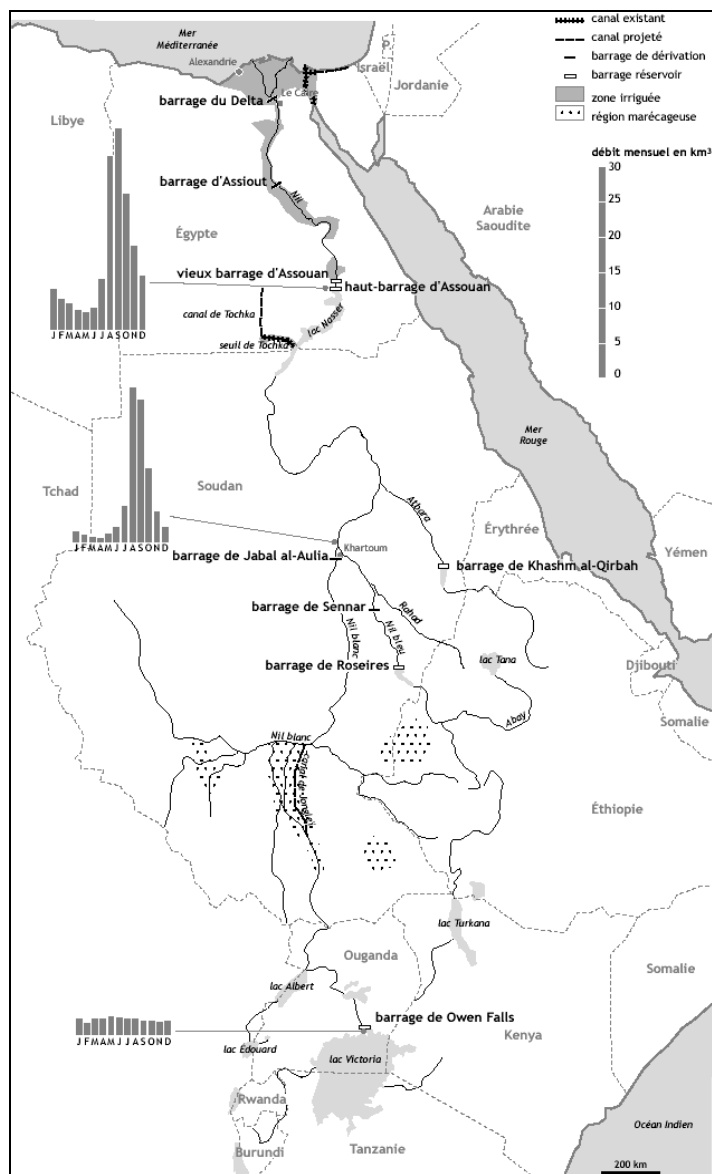 Mer
Méditerranée
Alexandrie
Le Caire
P.
Israël
Jordanie
canal existant
canal projeté
barrage de dérivation
barrage réservoir
zone irriguée
région marécageuse
débit mensuel en km³
30
25
20
15
10
5
0
barrage du Delta
Libye
barrage d'Assiout
Nil
Égypte
Arabie
Saoudite
vieux barrage d'Assouan
haut-barrage d'Assouan
J F M A M J J A S O N D
canal de Tochka
lac Nasser
seuil de Tochka
Mer
Rouge
Tchad
Soudan
Atbara
Érythrée
Yémen
J F M A M J J A S O N D
Khartoum
barrage de Jabal al-Aulia
barrage de Khashm al-Qirbah
barrage de Sennar
Rahad
Nil blanc
Nil bleu
barrage de Roseires
lac Tana
Djibouti
Somalie
Abay
Nil blanc
canal de Jongleï
Éthiopie
lac Turkana
Ouganda
Somalie
lac Albert
barrage de Owen Falls
J F M A M J J A S O N D
Kenya
lac Édouard
lac Victoria
Rwanda
Burundi
Tanzanie
Océan Indien
200 km